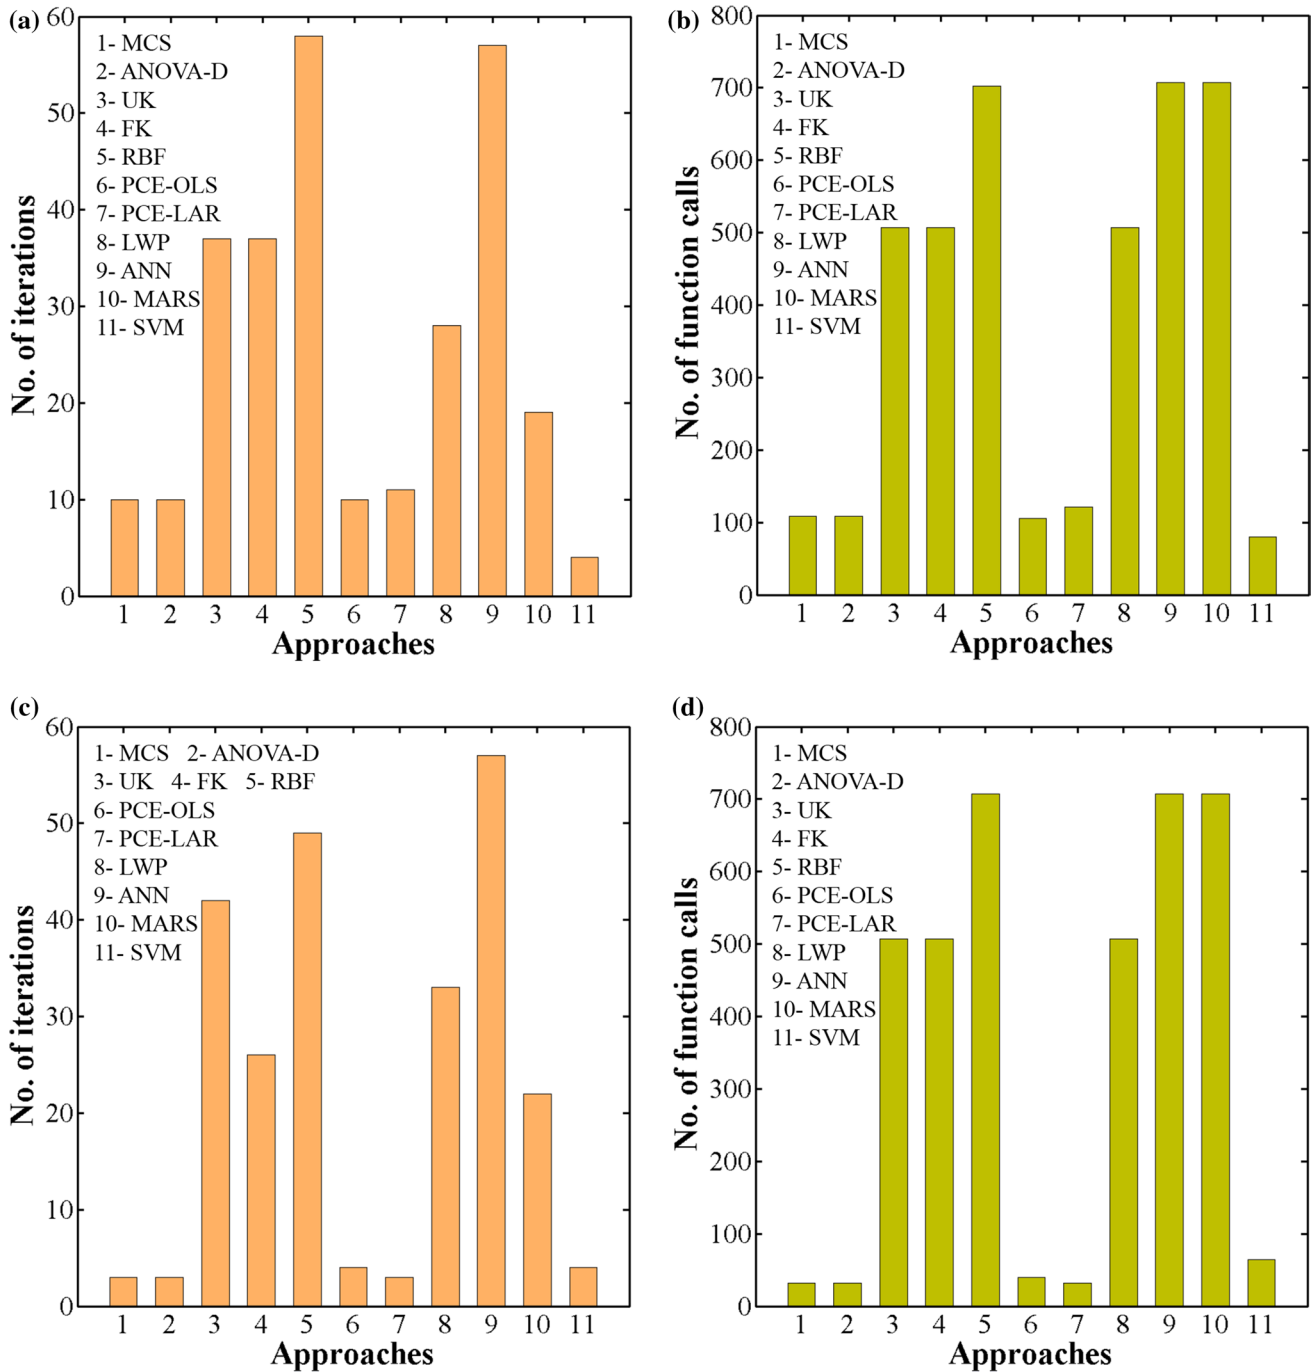 (a)
60
50
40
30
20
10
0
No. of iterations
1- MCS
2- ANOVA-D
3- UK
4- FK
5- RBF
6- PCE-OLS
7- PCE-LAR
8- LWP
9- ANN
10- MARS
11- SVM
1 2 3 4 5 6 7 8 9 10 11
Approaches
(b)
800
700
600
500
400
300
200
100
0
No. of function calls
1- MCS
2- ANOVA-D
3- UK
4- FK
5- RBF
6- PCE-OLS
7- PCE-LAR
8- LWP
9- ANN
10- MARS
11- SVM
1 2 3 4 5 6 7 8 9 10 11
Approaches
(c)
60
50
40
30
20
10
0
No. of iterations
1- MCS 2- ANOVA-D
3- UK 4- FK 5- RBF
6- PCE-OLS
7- PCE-LAR
8- LWP
9- ANN
10- MARS
11- SVM
1 2 3 4 5 6 7 8 9 10 11
Approaches
(d)
800
700
600
500
400
300
200
100
0
No. of function calls
1- MCS
2- ANOVA-D
3- UK
4- FK
5- RBF
6- PCE-OLS
7- PCE-LAR
8- LWP
9- ANN
10- MARS
11- SVM
1 2 3 4 5 6 7 8 9 10 11
Approaches